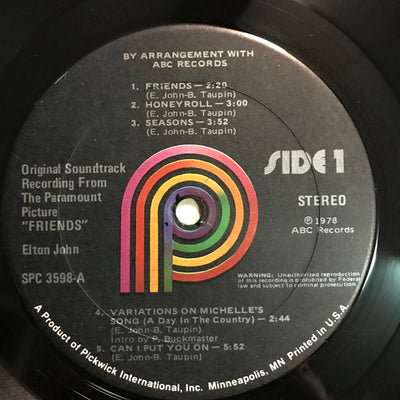 BY ARRANGEMENT WITH
ABC RECORDS
1. FRIENDS — 2:20
(E. John-B. Taupin)
2. HONEYROLL — 3:00
(E. John-B. Taupin)
3. SEASONS — 3:52
(E. John-B. Taupin)
Original Soundtrack
Recording From
The Paramount
Picture
"FRIENDS"
Elton John
SPC 3598-A
SIDE 1
STEREO
℗ 1978
ABC Records
WARNING: Unauthorized reproduction
of this recording is prohibited by Federal
law and subject to criminal prosecution.
4. VARIATIONS ON MICHELLE'S
SONG (A Day In The Country) — 2:44
(E. John-B. Taupin)
Intro by P. Buckmaster
5. CAN I PUT YOU ON — 5:52
(E. John-B. Taupin)
A Product of Pickwick International, Inc. Minneapolis, MN Printed in U.S.A.